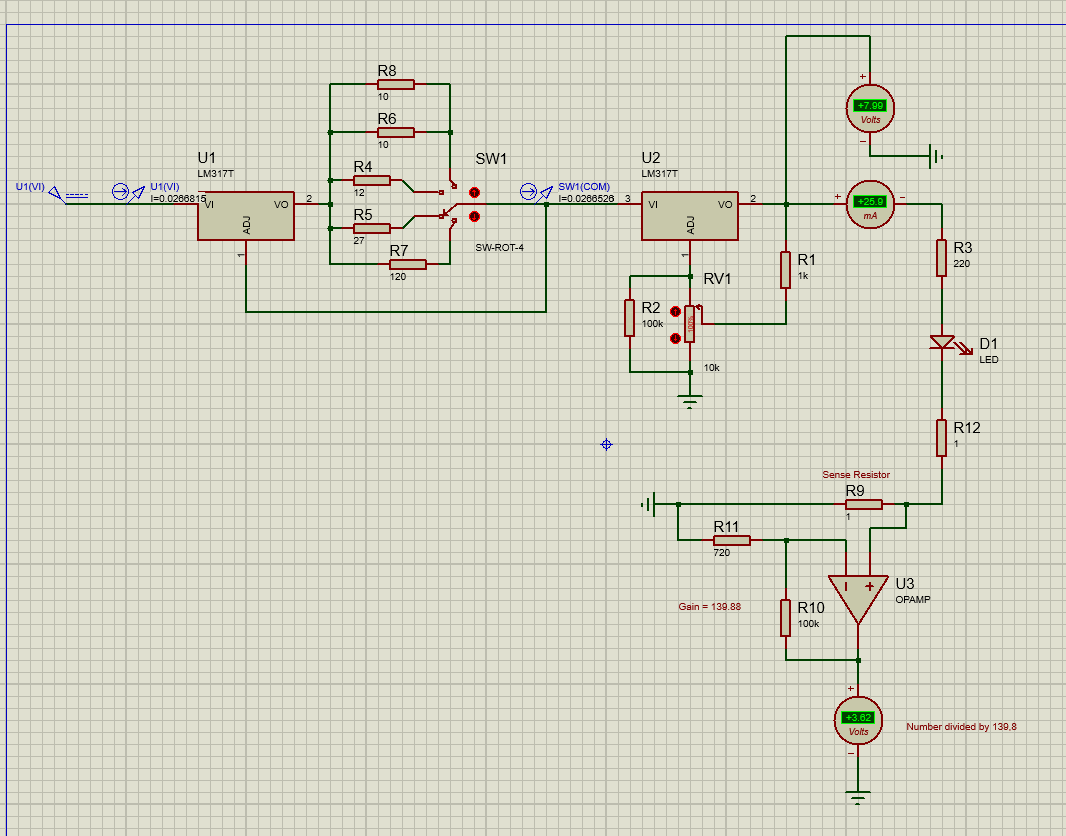 R8
10
R6
10
R4
12
R5
27
R7
120
SW1
SW-ROT-4
U1(VI)
U1(VI)
I=0.0266815
U1
LM317T
VI
VO
ADJ
1
2
SW1(COM)
I=0.0266526
3
U2
LM317T
VI
VO
ADJ
1
2
+
+7.99
Volts
−
+
+25.9
mA
−
R3
220
R1
1k
RV1
R2
100k
100%
10k
D1
LED
R12
1
Sense Resistor
R9
1
R11
720
U3
OPAMP
Gain = 139.88
R10
100k
+
+3.62
Volts
−
Number divided by 139,8